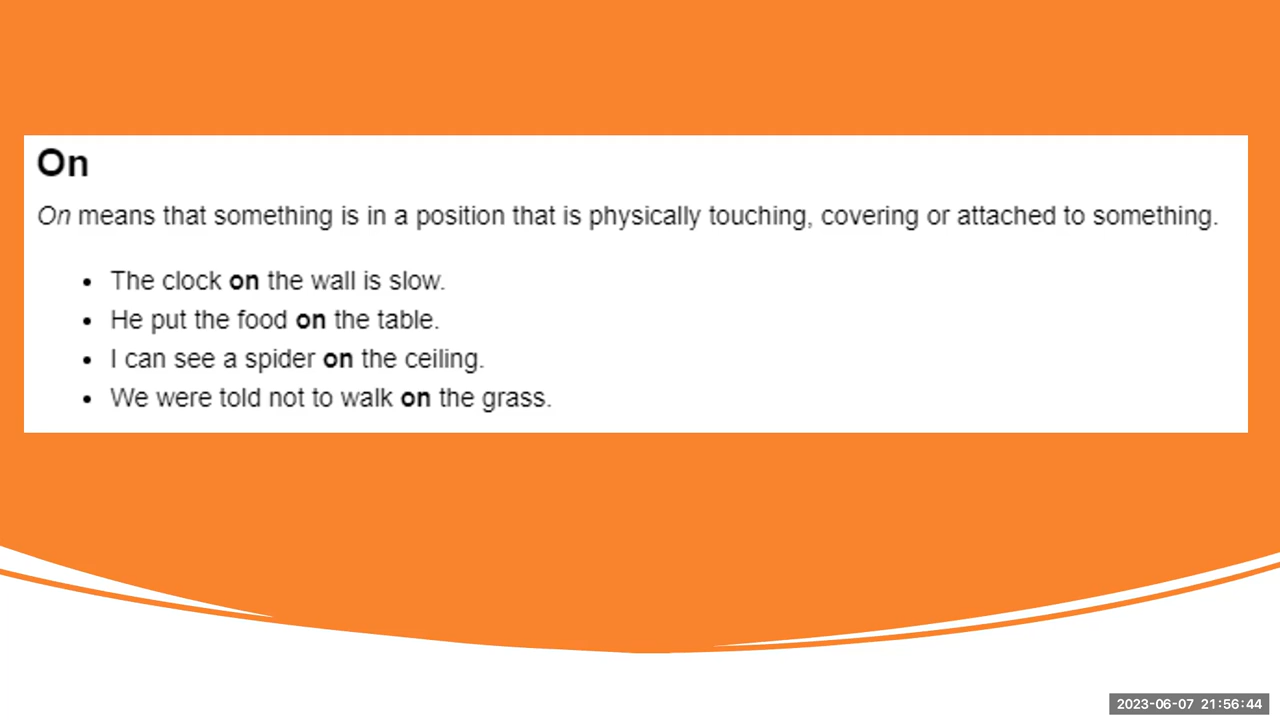 On
On means that something is in a position that is physically touching, covering or attached to something.
• The clock on the wall is slow.
• He put the food on the table.
• I can see a spider on the ceiling.
• We were told not to walk on the grass.
2023-06-07 21:56:44